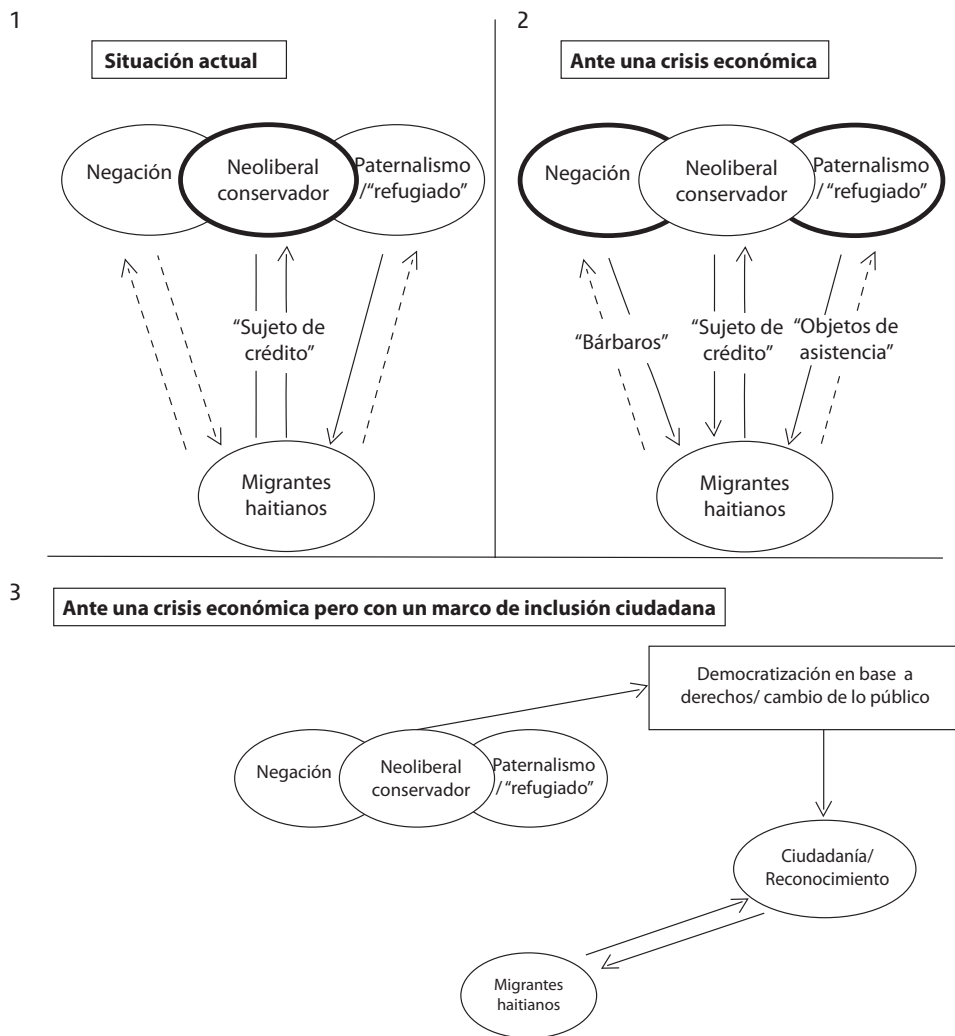 1
Situación actual
Negación
Neoliberal
conservador
Paternalismo
/“refugiado”
“Sujeto de
crédito”
Migrantes
haitianos
2
Ante una crisis económica
Negación
Neoliberal
conservador
Paternalismo
/“refugiado”
“Bárbaros”
“Sujeto de
crédito”
“Objetos de
asistencia”
Migrantes
haitianos
3
Ante una crisis económica pero con un marco de inclusión ciudadana
Democratización en base a
derechos/ cambio de lo público
Negación
Neoliberal
conservador
Paternalismo
/“refugiado”
Ciudadanía/
Reconocimiento
Migrantes
haitianos